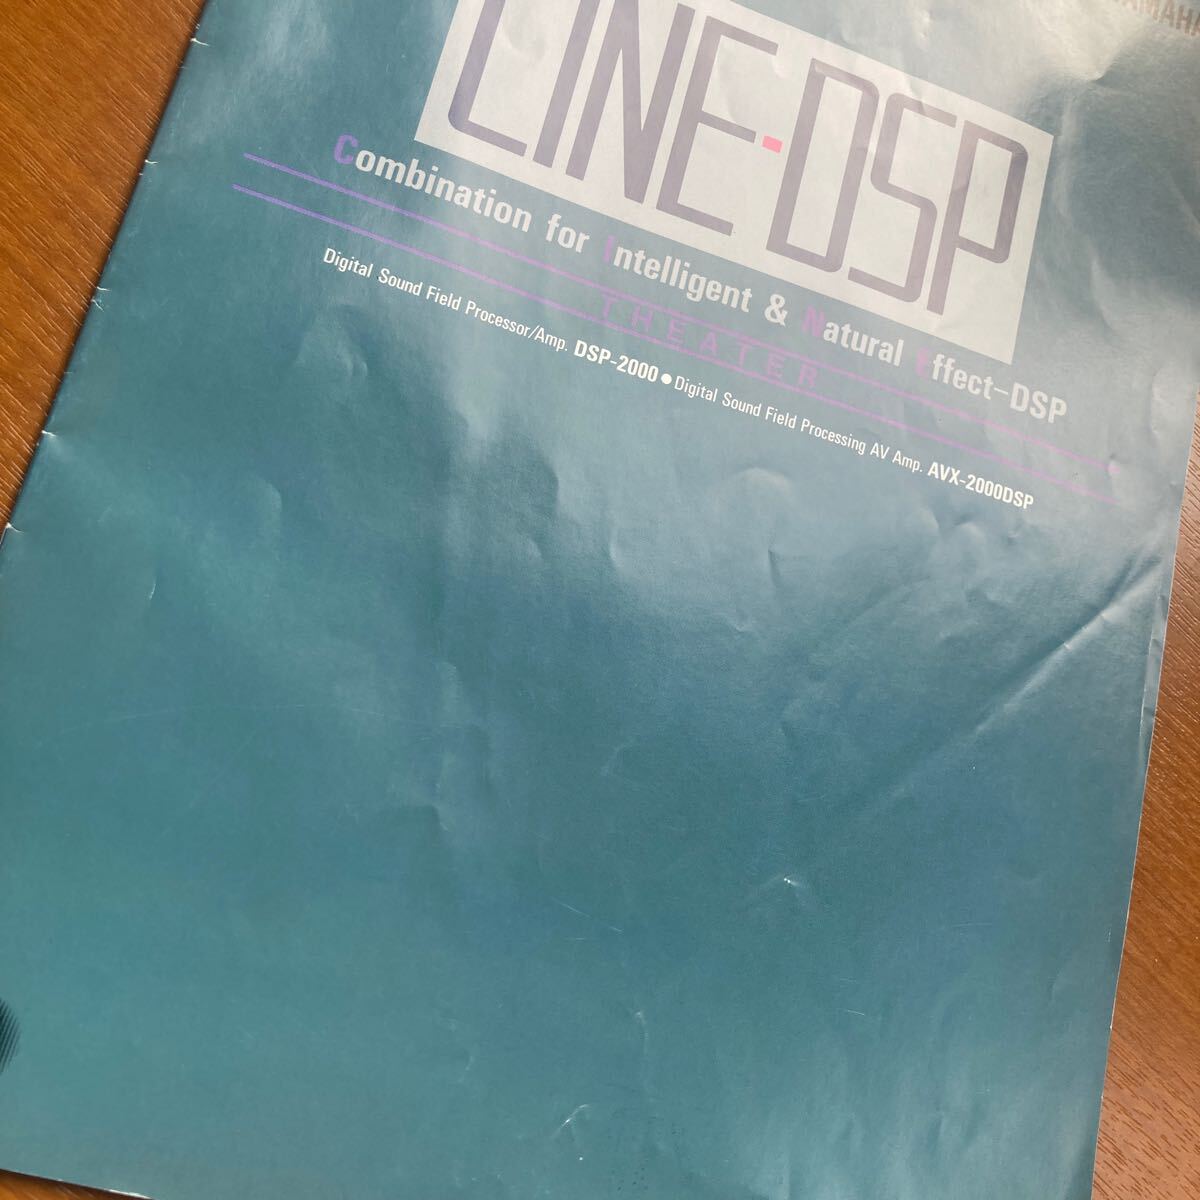 YAMAHA
CINE·DSP
Combination for Intelligent & Natural Effect-DSP
THEATER
Digital Sound Field Processor/Amp. DSP-2000 ● Digital Sound Field Processing AV Amp. AVX-2000DSP